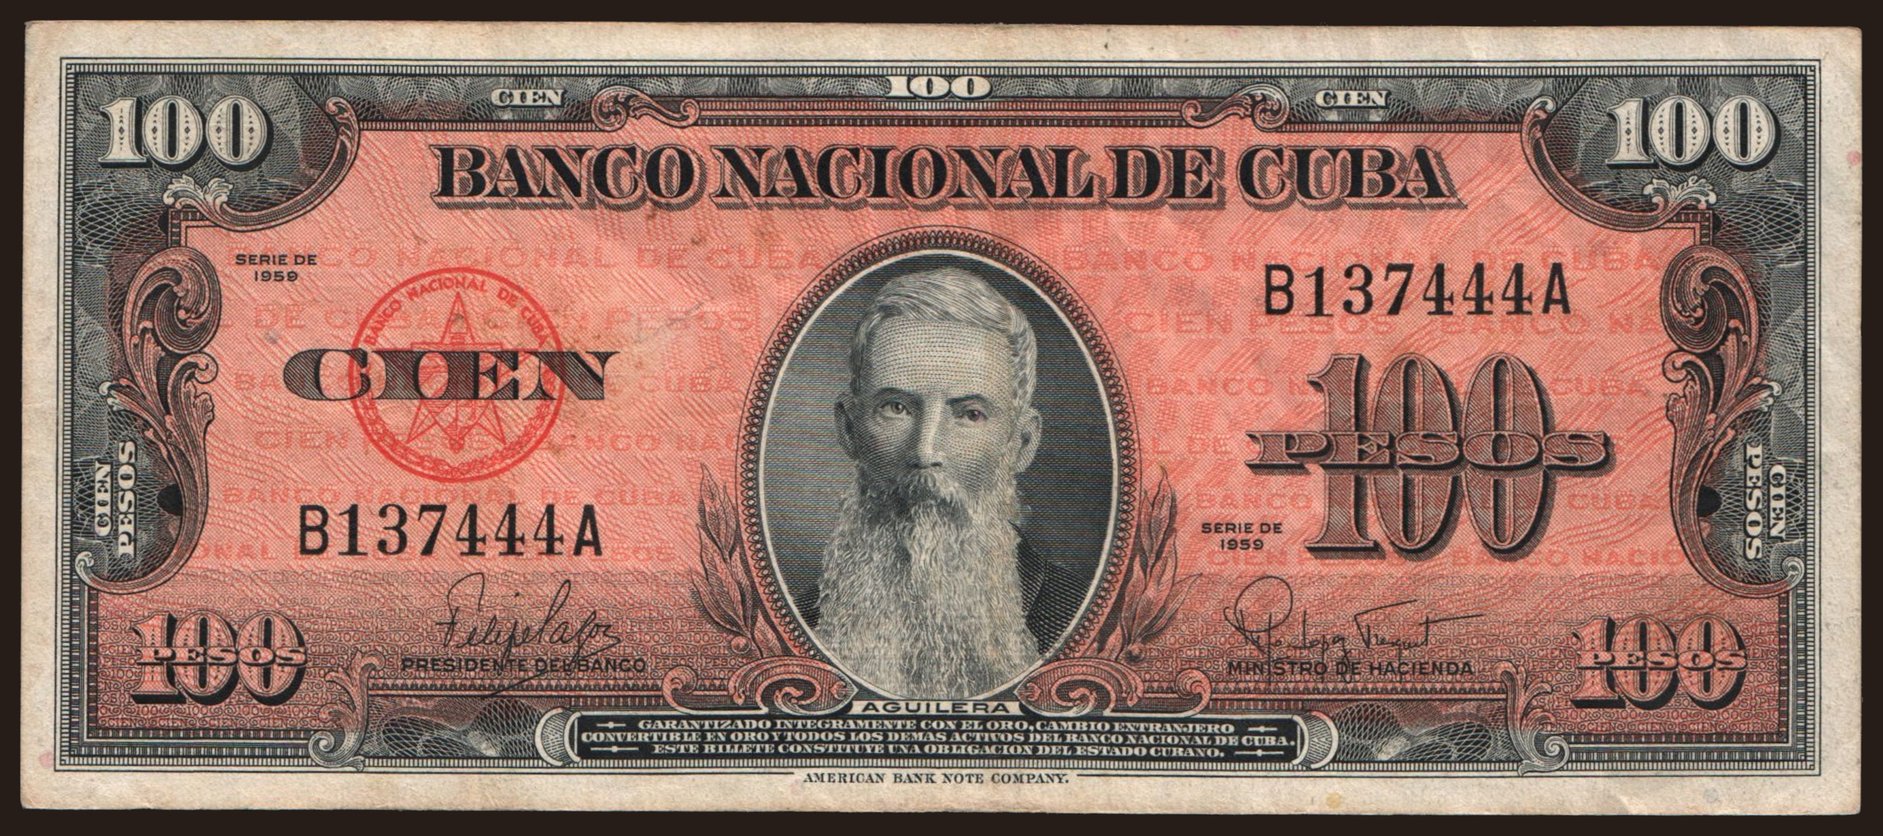 100 CIEN 100 CIEN 100
BANCO NACIONAL DE CUBA
SERIE DE
1959
B137444A
BANCO NACIONAL DE CUBA
CIEN
100
PESOS
CIEN
PESOS
CIEN
PESOS
B137444A
SERIE DE
1959
100
PESOS
PRESIDENTE DEL BANCO
MINISTRO DE HACIENDA
100
PESOS
AGUILERA
GARANTIZADO INTEGRAMENTE CON EL ORO, CAMBIO EXTRANJERO
CONVERTIBLE EN ORO Y TODOS LOS DEMAS ACTIVOS DEL BANCO NACIONAL DE CUBA.
ESTE BILLETE CONSTITUYE UNA OBLIGACION DEL ESTADO CUBANO.
AMERICAN BANK NOTE COMPANY.